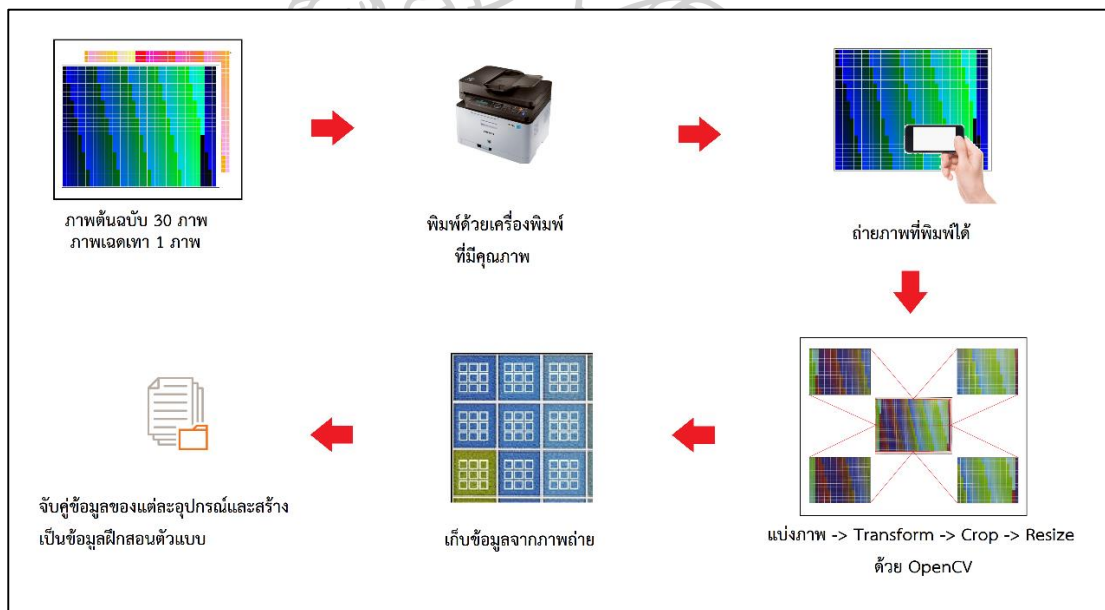 ภาพต้นฉบับ 30 ภาพ
ภาพเฉดเทา 1 ภาพ
พิมพ์ด้วยเครื่องพิมพ์
ที่มีคุณภาพ
ถ่ายภาพที่พิมพ์ได้
แบ่งภาพ -> Transform -> Crop -> Resize
ด้วย OpenCV
เก็บข้อมูลจากภาพถ่าย
จับคู่ข้อมูลของแต่ละอุปกรณ์และสร้าง
เป็นข้อมูลฝึกสอนตัวแบบ